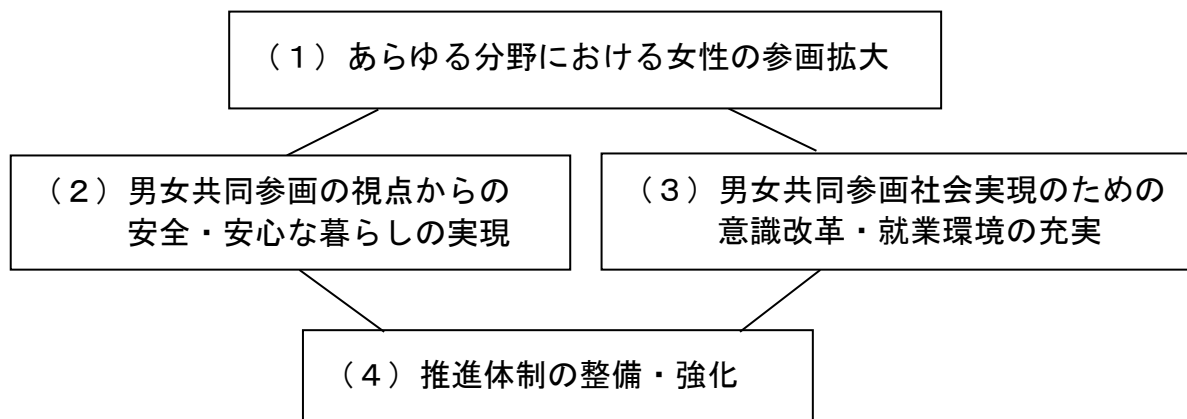 （１）あらゆる分野における女性の参画拡大
（２）男女共同参画の視点からの
安全・安心な暮らしの実現
（３）男女共同参画社会実現のための
意識改革・就業環境の充実
（４）推進体制の整備・強化